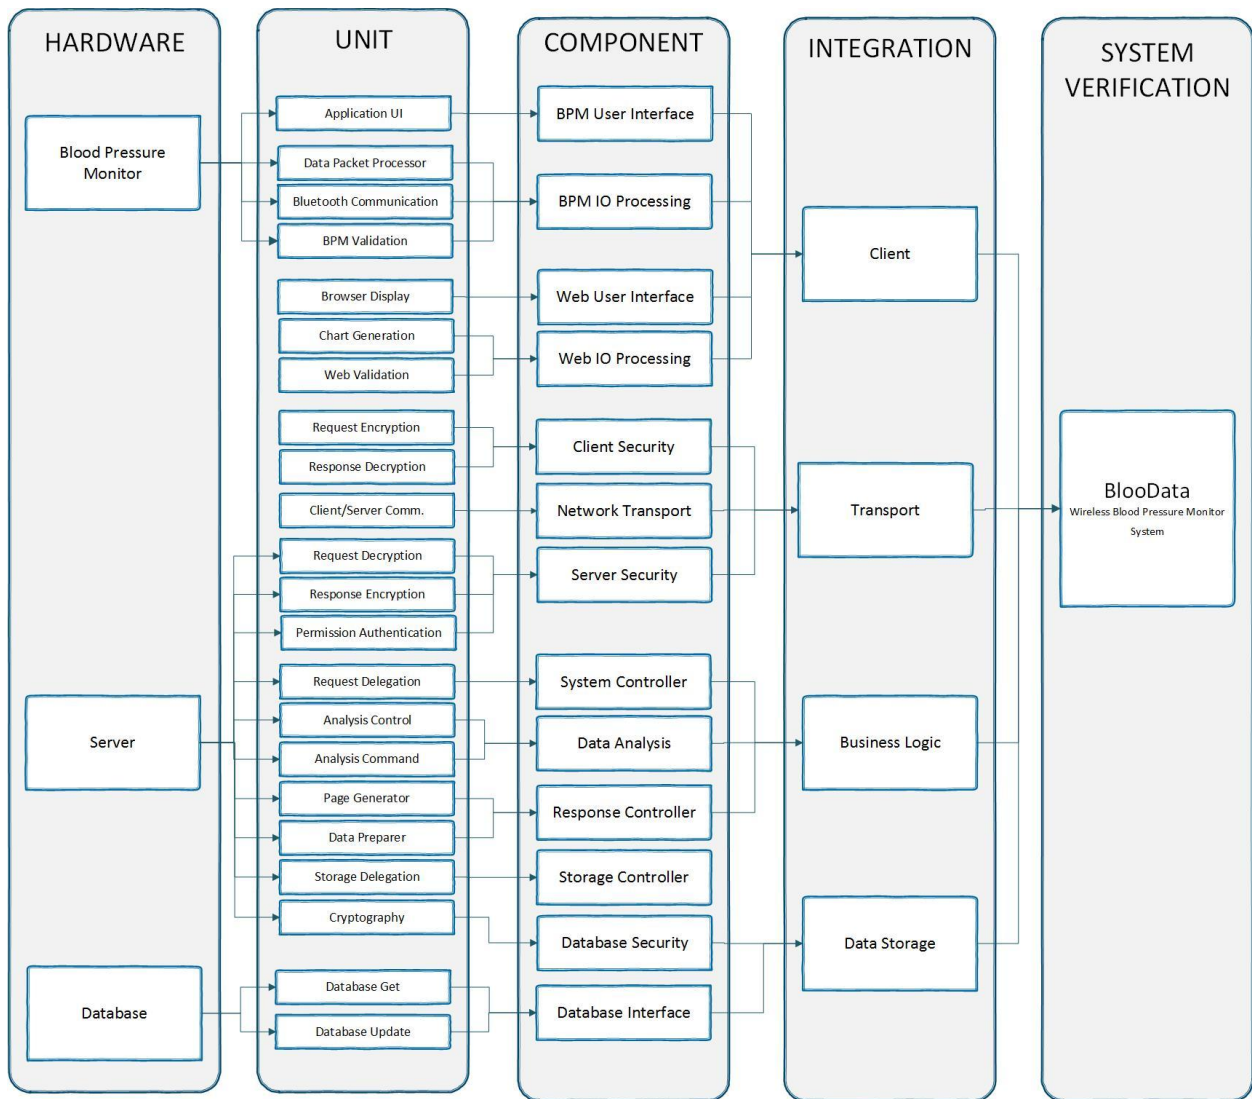 HARDWARE
Blood Pressure
Monitor
Server
Database
UNIT
Application UI
Data Packet Processor
Bluetooth Communication
BPM Validation
Browser Display
Chart Generation
Web Validation
Request Encryption
Response Decryption
Client/Server Comm.
Request Decryption
Response Encryption
Permission Authentication
Request Delegation
Analysis Control
Analysis Command
Page Generator
Data Preparer
Storage Delegation
Cryptography
Database Get
Database Update
COMPONENT
BPM User Interface
BPM IO Processing
Web User Interface
Web IO Processing
Client Security
Network Transport
Server Security
System Controller
Data Analysis
Response Controller
Storage Controller
Database Security
Database Interface
INTEGRATION
Client
Transport
Business Logic
Data Storage
SYSTEM
VERIFICATION
BlooData
Wireless Blood Pressure Monitor
System